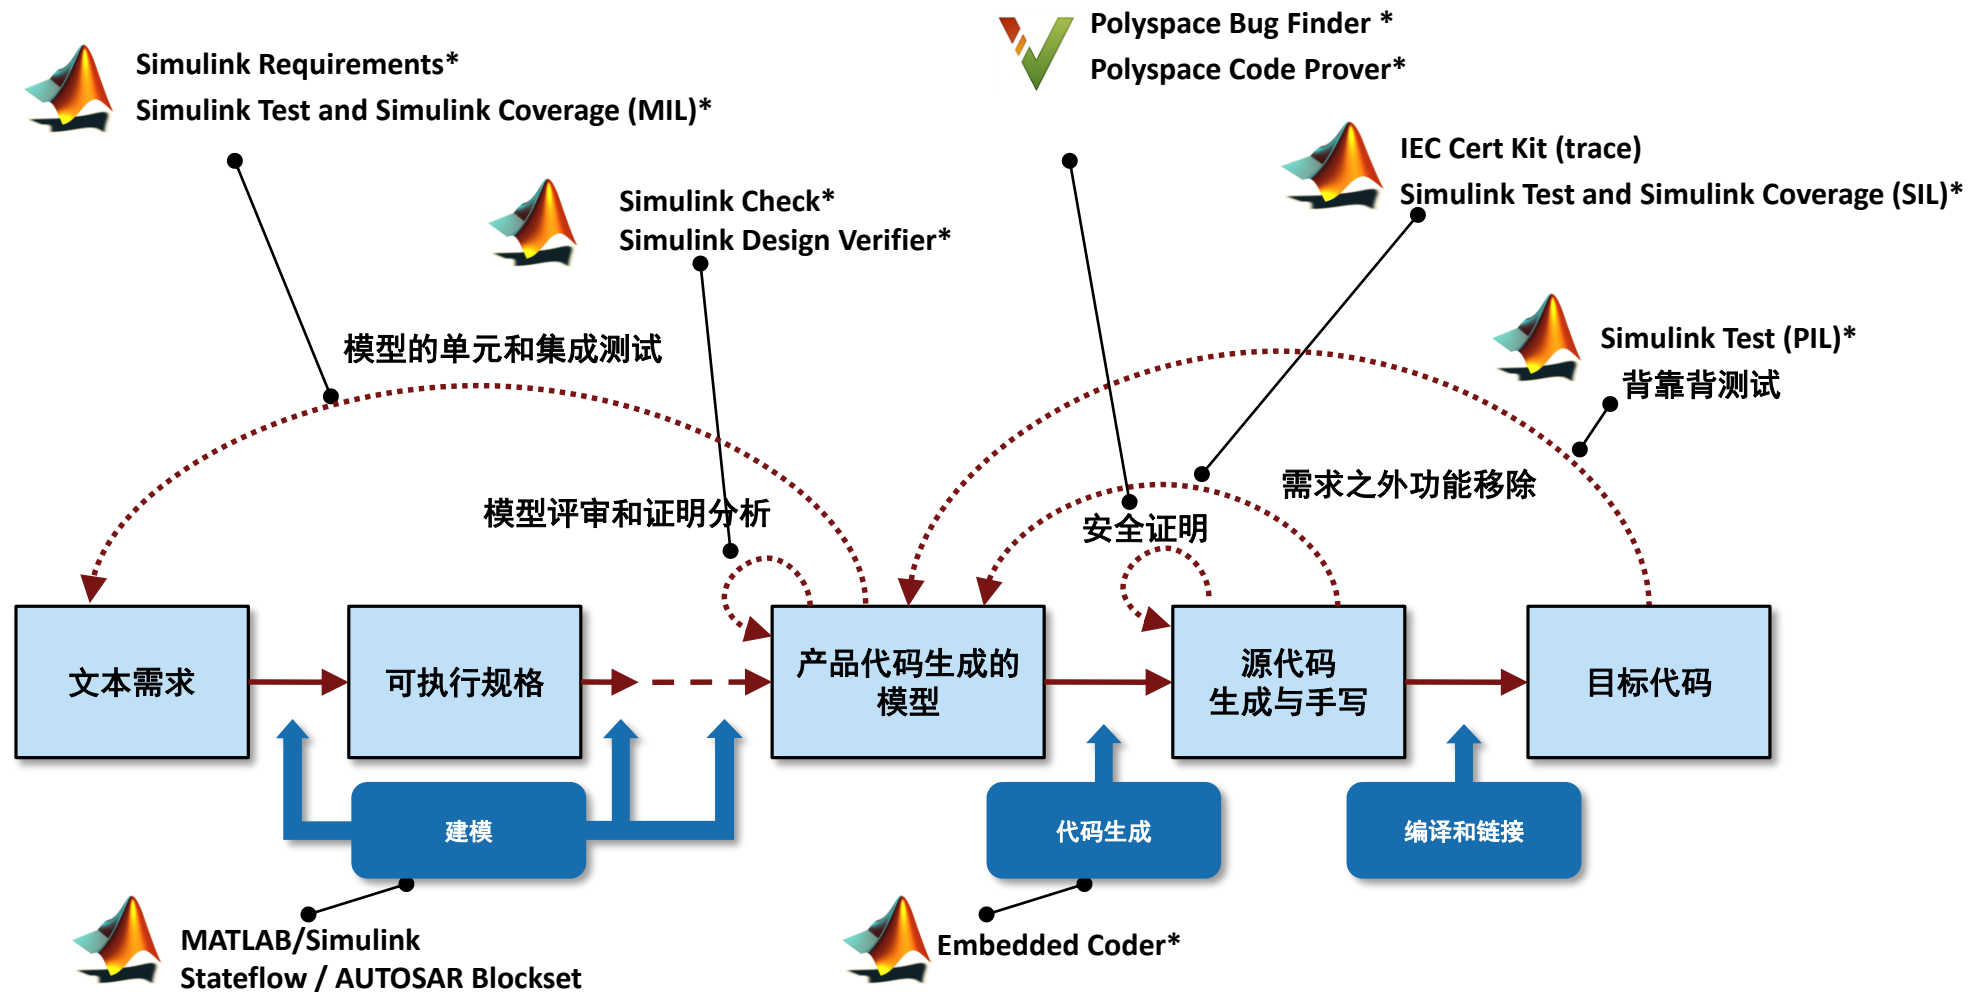 Polyspace Bug Finder *
Polyspace Code Prover*
Simulink Requirements*
Simulink Test and Simulink Coverage (MIL)*
IEC Cert Kit (trace)
Simulink Test and Simulink Coverage (SIL)*
Simulink Check*
Simulink Design Verifier*
模型的单元和集成测试
Simulink Test (PIL)*
背靠背测试
需求之外功能移除
模型评审和证明分析
安全证明
文本需求
可执行规格
产品代码生成的
模型
源代码
生成与手写
目标代码
建模
代码生成
编译和链接
MATLAB/Simulink
Stateflow / AUTOSAR Blockset
Embedded Coder*